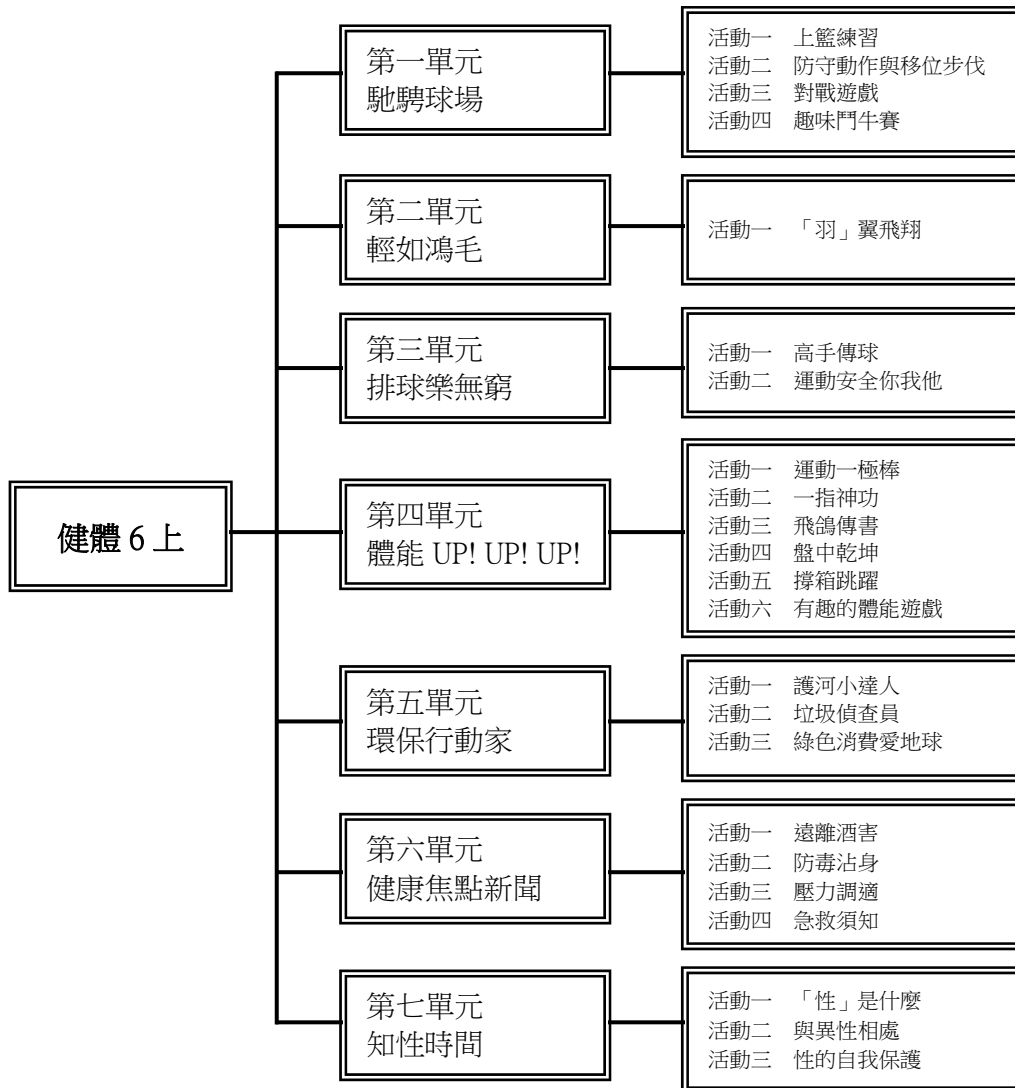 健體 6 上
第一單元
馳騁球場
活動一　上籃練習
活動二　防守動作與移位步伐
活動三　對戰遊戲
活動四　趣味鬥牛賽
第二單元
輕如鴻毛
活動一　「羽」翼飛翔
第三單元
排球樂無窮
活動一　高手傳球
活動二　運動安全你我他
第四單元
體能 UP! UP! UP!
活動一　運動一極棒
活動二　一指神功
活動三　飛鴿傳書
活動四　盤中乾坤
活動五　撐箱跳躍
活動六　有趣的體能遊戲
第五單元
環保行動家
活動一　護河小達人
活動二　垃圾偵查員
活動三　綠色消費愛地球
第六單元
健康焦點新聞
活動一　遠離酒害
活動二　防毒沾身
活動三　壓力調適
活動四　急救須知
第七單元
知性時間
活動一　「性」是什麼
活動二　與異性相處
活動三　性的自我保護